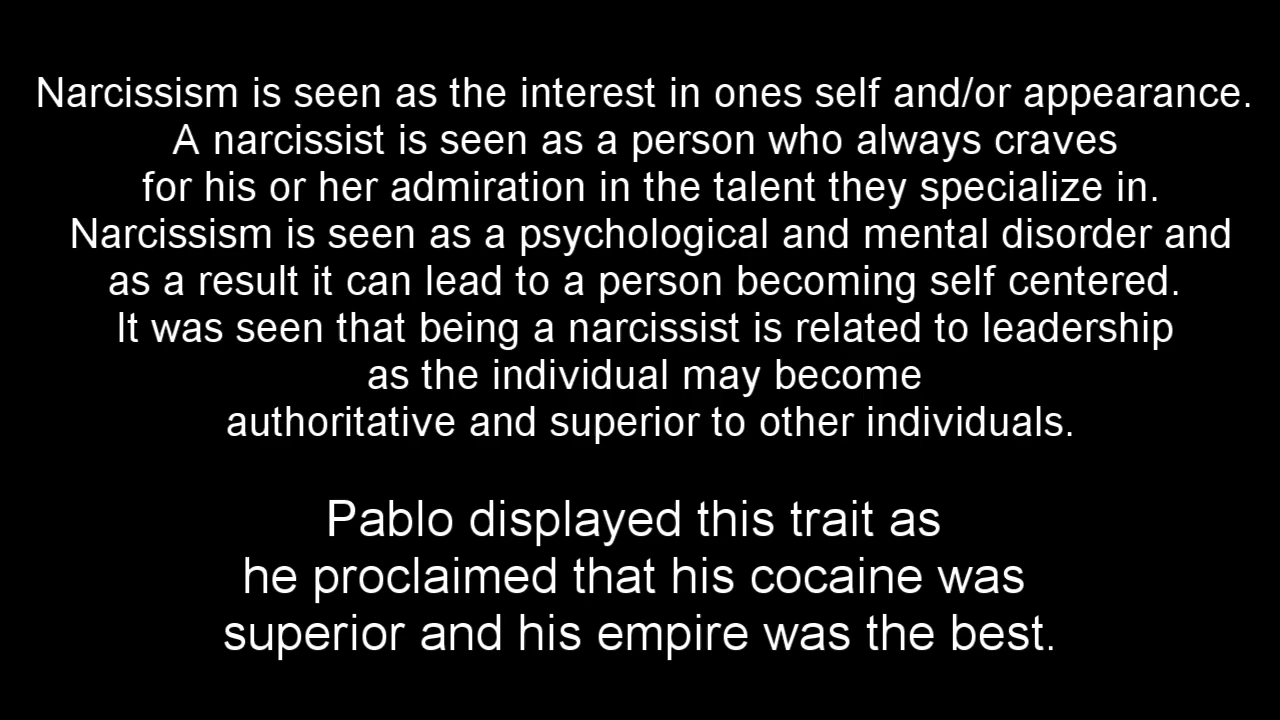 Narcissism is seen as the interest in ones self and/or appearance.
A narcissist is seen as a person who always craves
for his or her admiration in the talent they specialize in.
Narcissism is seen as a psychological and mental disorder and
as a result it can lead to a person becoming self centered.
It was seen that being a narcissist is related to leadership
as the individual may become
authoritative and superior to other individuals.
Pablo displayed this trait as
he proclaimed that his cocaine was
superior and his empire was the best.